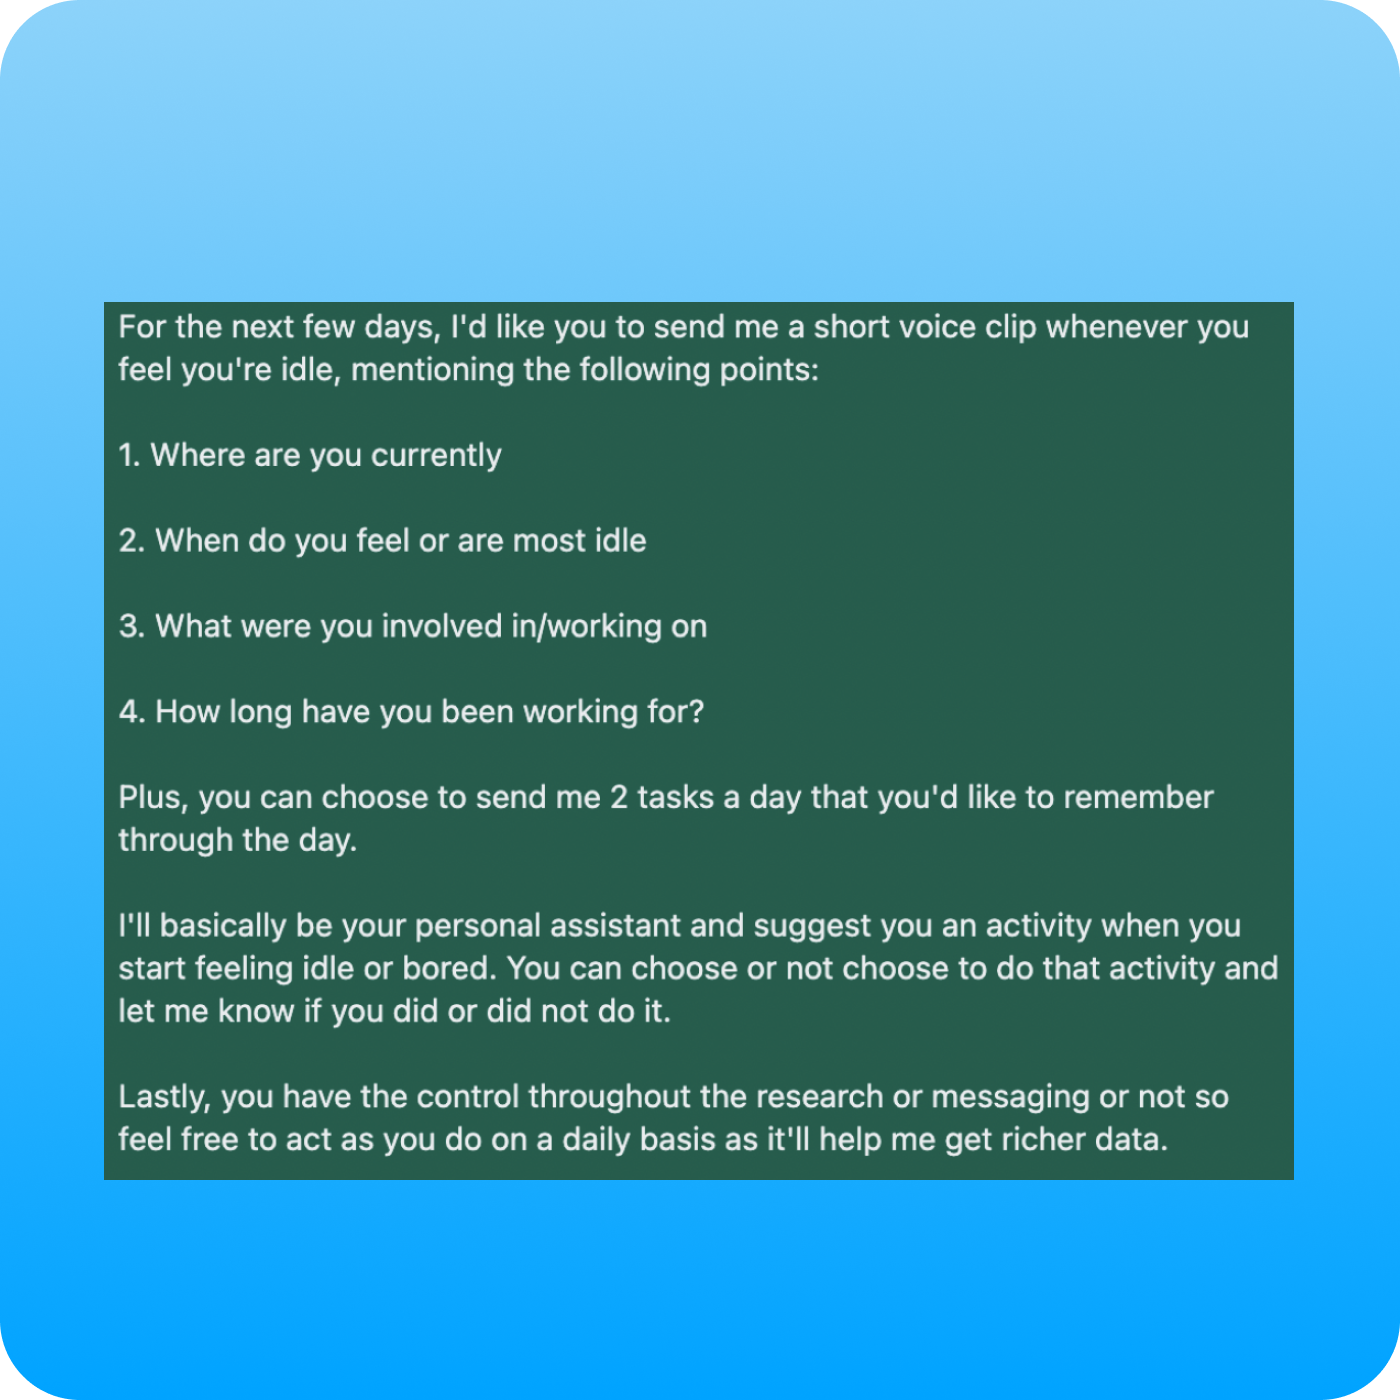 For the next few days, I'd like you to send me a short voice clip whenever you
feel you're idle, mentioning the following points:
1. Where are you currently
2. When do you feel or are most idle
3. What were you involved in/working on
4. How long have you been working for?
Plus, you can choose to send me 2 tasks a day that you'd like to remember
through the day.
I'll basically be your personal assistant and suggest you an activity when you
start feeling idle or bored. You can choose or not choose to do that activity and
let me know if you did or did not do it.
Lastly, you have the control throughout the research or messaging or not so
feel free to act as you do on a daily basis as it'll help me get richer data.